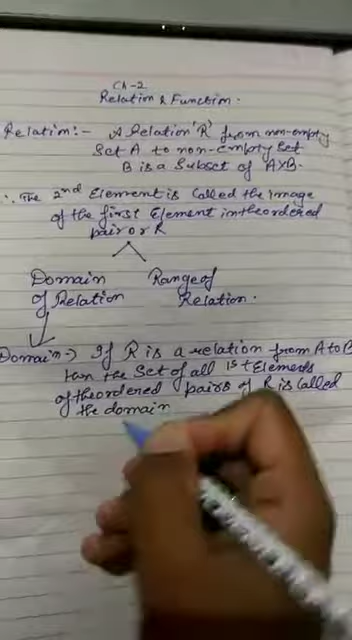 Ch-2
Relation & Function.
Relation:- A Relation 'R' from non-empty
Set A to non-empty Set
B is a Subset of AXB.
∴ The 2nd Element is called the image
of the first Element in the ordered
pair or R
Domain Range of
of Relation Relation.
Domain-> If R is a relation from A to B
then the Set of all 1st Elements
of the ordered pairs of R is called
the domain